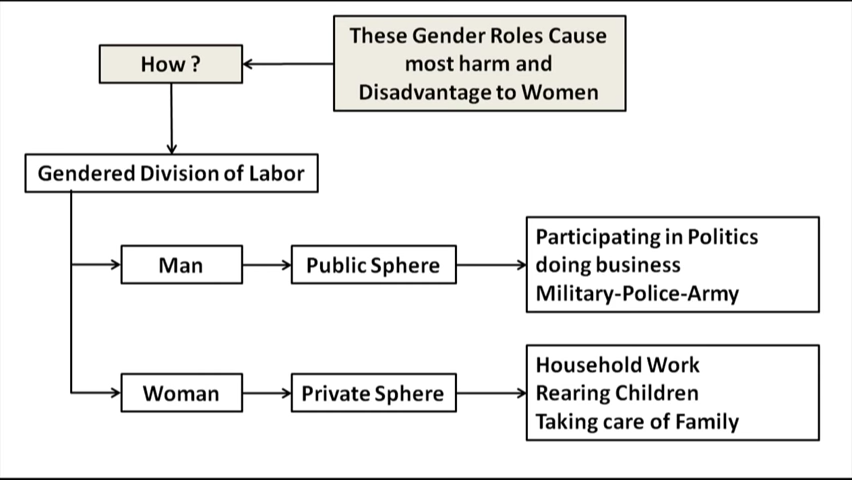 These Gender Roles Cause
most harm and
Disadvantage to Women
How ?
Gendered Division of Labor
Man
Public Sphere
Participating in Politics
doing business
Military-Police-Army
Woman
Private Sphere
Household Work
Rearing Children
Taking care of Family